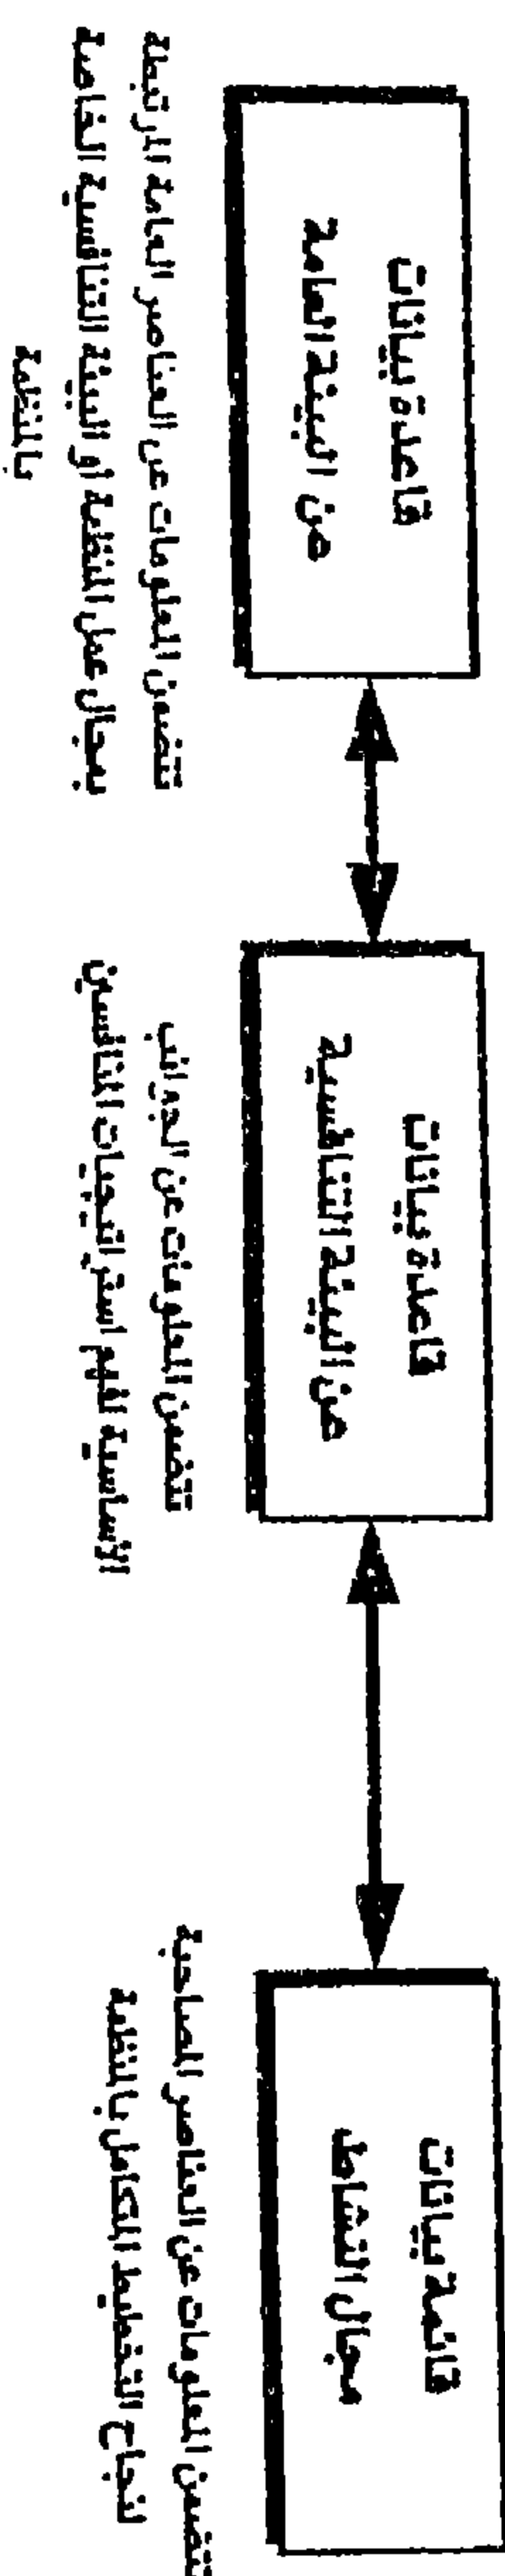 قاعدة بيانات
عن البيئة العامة
تتضمن المعلومات عن العناصر العامة المرتبطة
بمجال عمل المنظمة أو البيئة التنافسية الخاصة
بالمنظمة
قاعدة بيانات
عن البيئة التنافسية
تتضمن المعلومات عن الجوانب
الأساسية لفهم استراتيجيات المنافسين
قائمة بيانات
مجال النشاط
تتضمن المعلومات عن العناصر المصاحبة
لنجاح التخطيط المتكامل بالمنظمة